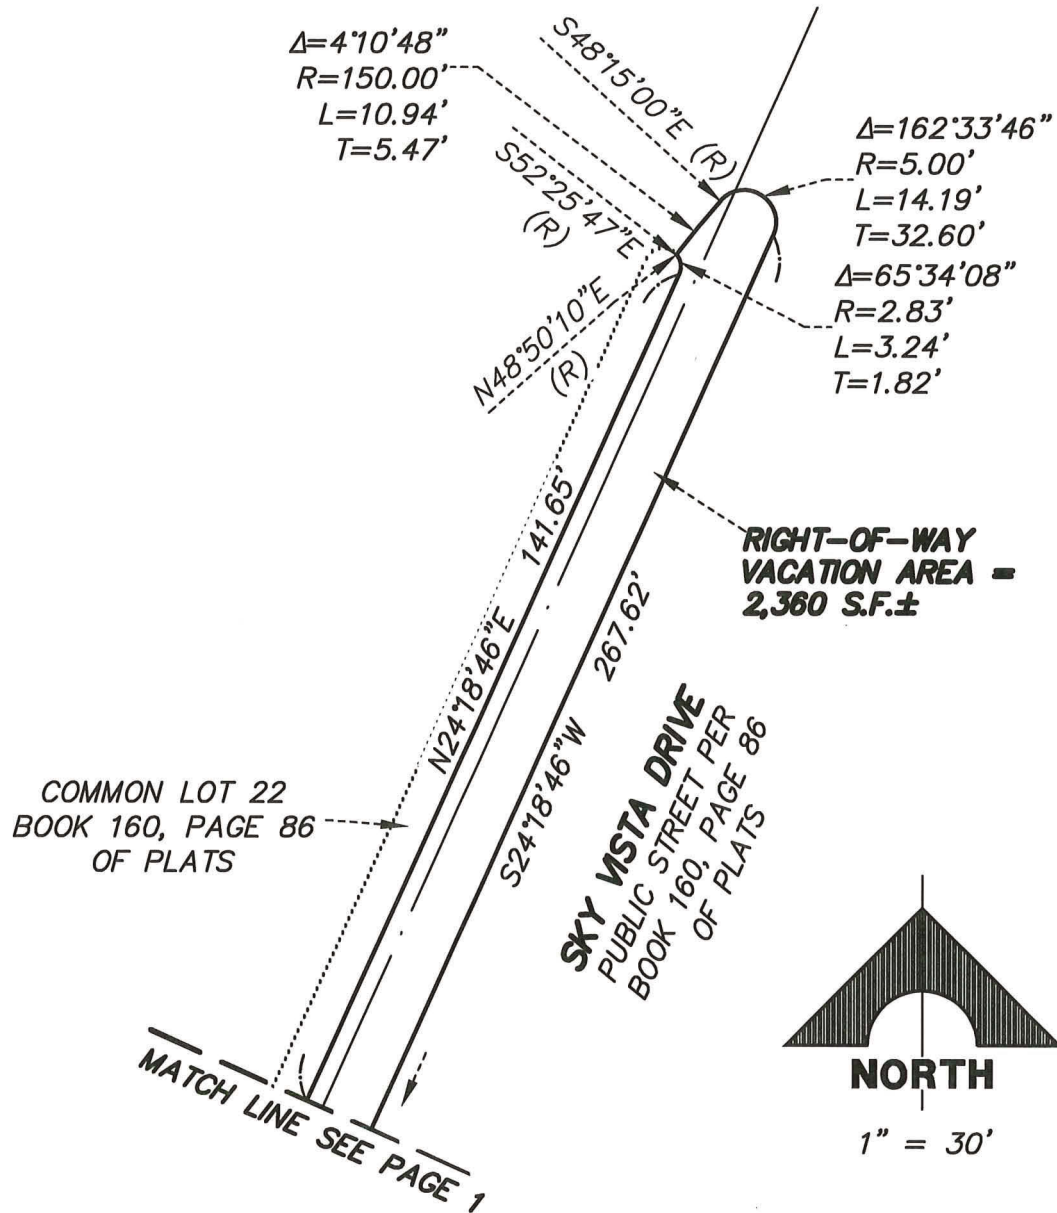 Δ=4°10'48"
R=150.00'
L=10.94'
T=5.47'
S48°15'00"E (R)
S52°25'47"E
(R)
N48°50'10"E
(R)
Δ=162°33'46"
R=5.00'
L=14.19'
T=32.60'
Δ=65°34'08"
R=2.83'
L=3.24'
T=1.82'
N24°18'46"E 141.65'
S24°18'46"W 267.62'
RIGHT-OF-WAY
VACATION AREA =
2,360 S.F.±
SKY VISTA DRIVE
PUBLIC STREET PER
BOOK 160, PAGE 86
OF PLATS
COMMON LOT 22
BOOK 160, PAGE 86
OF PLATS
MATCH LINE SEE PAGE 1
NORTH
1" = 30'